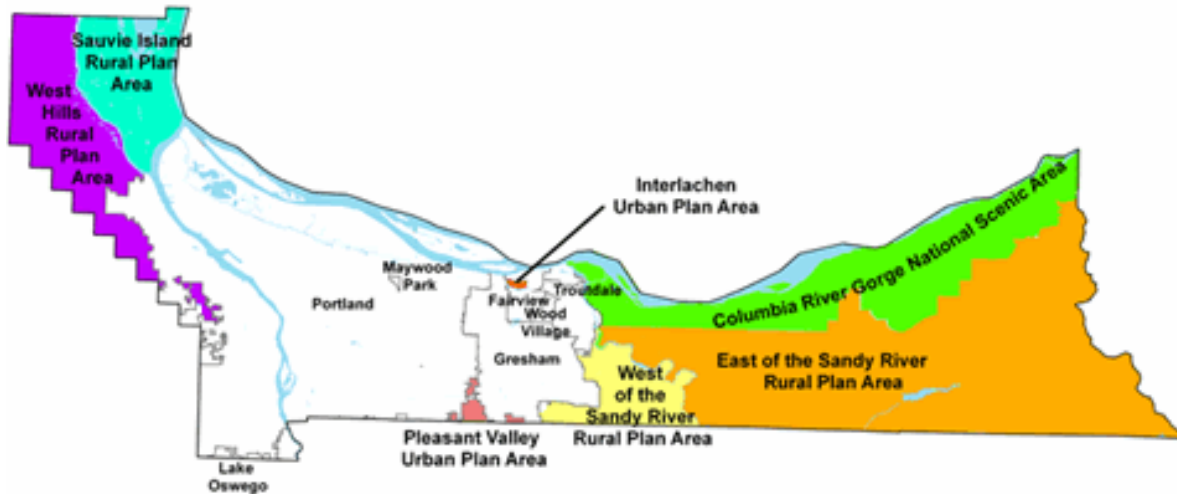 Sauvie Island
Rural Plan
Area
West
Hills
Rural
Plan
Area
Interlachen
Urban Plan Area
Maywood
Park
Portland
Fairview
Troutdale
Wood
Village
Gresham
Columbia River Gorge National Scenic Area
East of the Sandy River
Rural Plan Area
West
of the
Sandy River
Rural Plan Area
Pleasant Valley
Urban Plan Area
Lake
Oswego